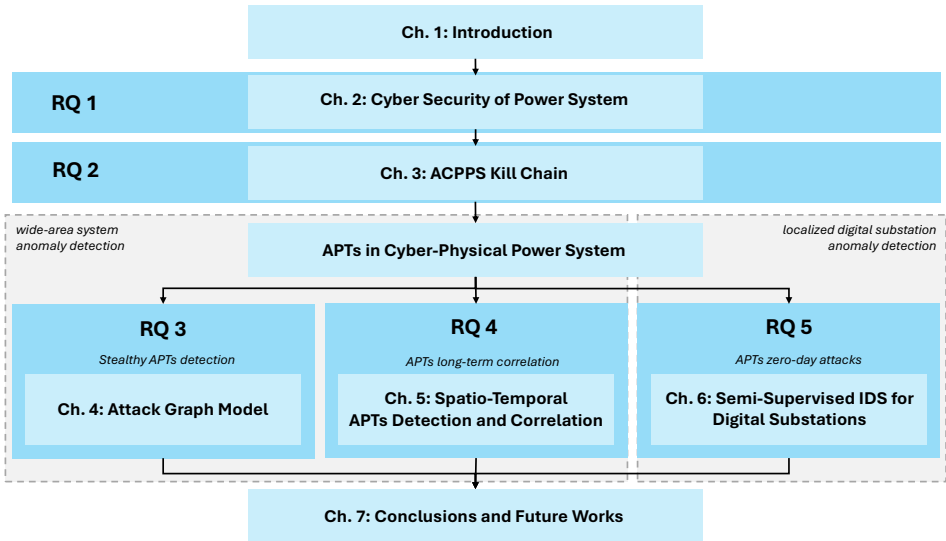 Ch. 1: Introduction
RQ 1
Ch. 2: Cyber Security of Power System
RQ 2
Ch. 3: ACPPS Kill Chain
wide-area system
anomaly detection
APTs in Cyber-Physical Power System
localized digital substation
anomaly detection
RQ 3
Stealthy APTs detection
Ch. 4: Attack Graph Model
RQ 4
APTs long-term correlation
Ch. 5: Spatio-Temporal
APTs Detection and Correlation
RQ 5
APTs zero-day attacks
Ch. 6: Semi-Supervised IDS for
Digital Substations
Ch. 7: Conclusions and Future Works